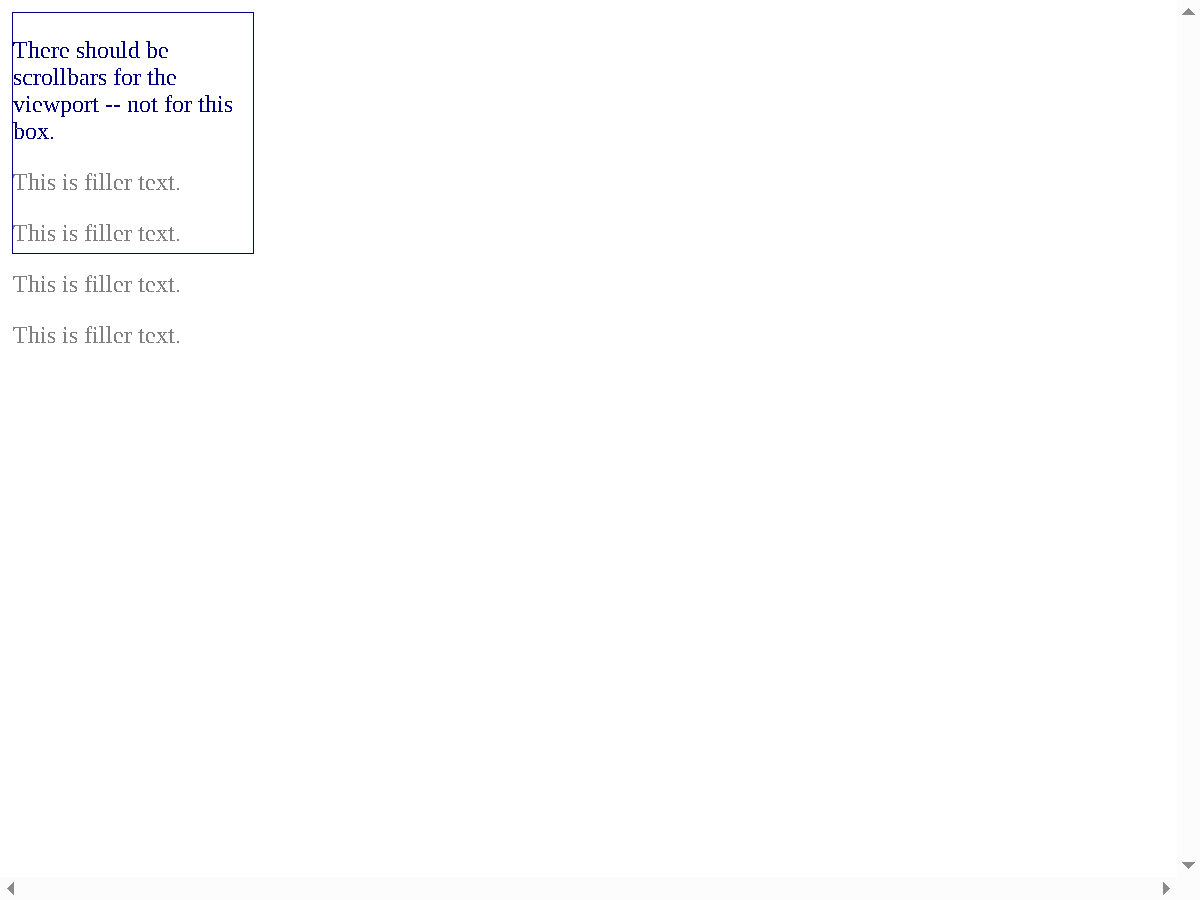 There should be
scrollbars for the
viewport -- not for this
box.
This is filler text.
This is filler text.
This is filler text.
This is filler text.